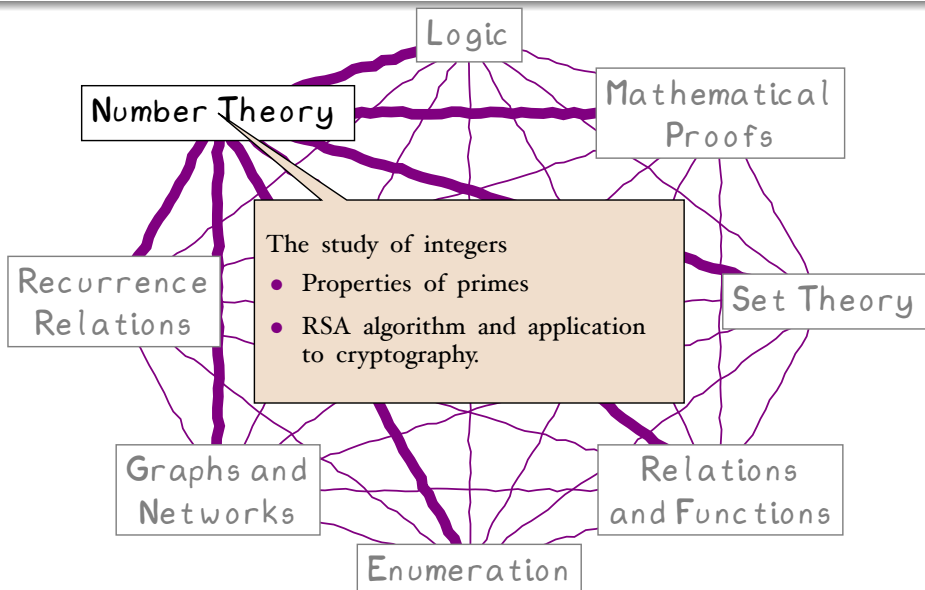 Logic
Number Theory
Mathematical
Proofs
The study of integers
• Properties of primes
• RSA algorithm and application
to cryptography.
Recurrence
Relations
Set Theory
Graphs and
Networks
Relations
and Functions
Enumeration